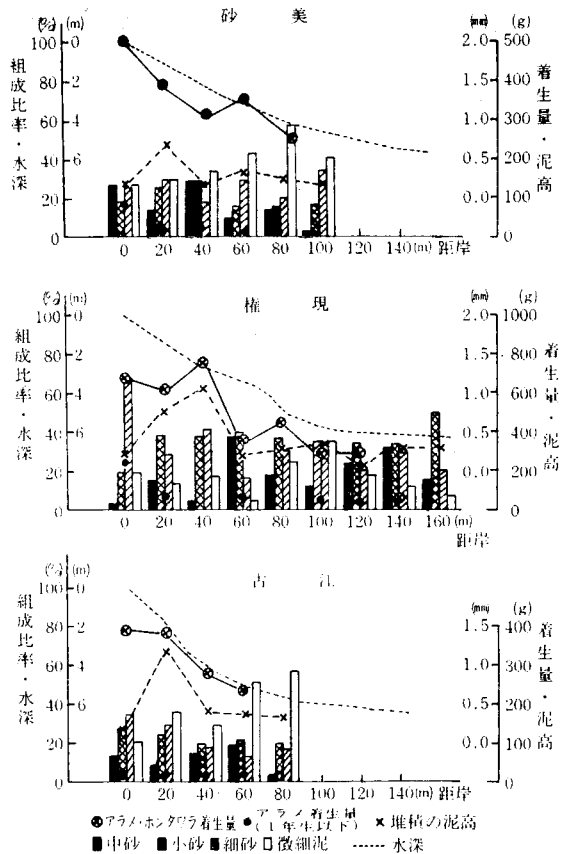 砂美
(%) (m) (mm) (g)
100 0 2.0 500
80 2 1.5 400
60 4 1.0 300
40 6 0.5 200
20 0.0 100
0 0
組成比率・水深
着生量・泥高
0 20 40 60 80 100 120 140(m) 距岸
権現
(%) (m) (mm) (g)
100 0 2.0 1000
80 2 1.5 800
60 4 1.0 600
40 6 0.5 400
20 0.0 200
0 0
組成比率・水深
着生量・泥高
0 20 40 60 80 100 120 140 160(m)
距岸
古江
(%) (m) (mm) (g)
100 0 1.5 400
80 2 1.0 300
60 4 0.5 200
40 6 0.0 100
20 0
0
組成比率・水深
着生量・泥高
0 20 40 60 80 100 120 140(m) 距岸
アラメ・ホンダワラ着生量 アラメ着生量(1年生以下) × 堆積の泥高
中砂 小砂 細砂 微細泥 水深